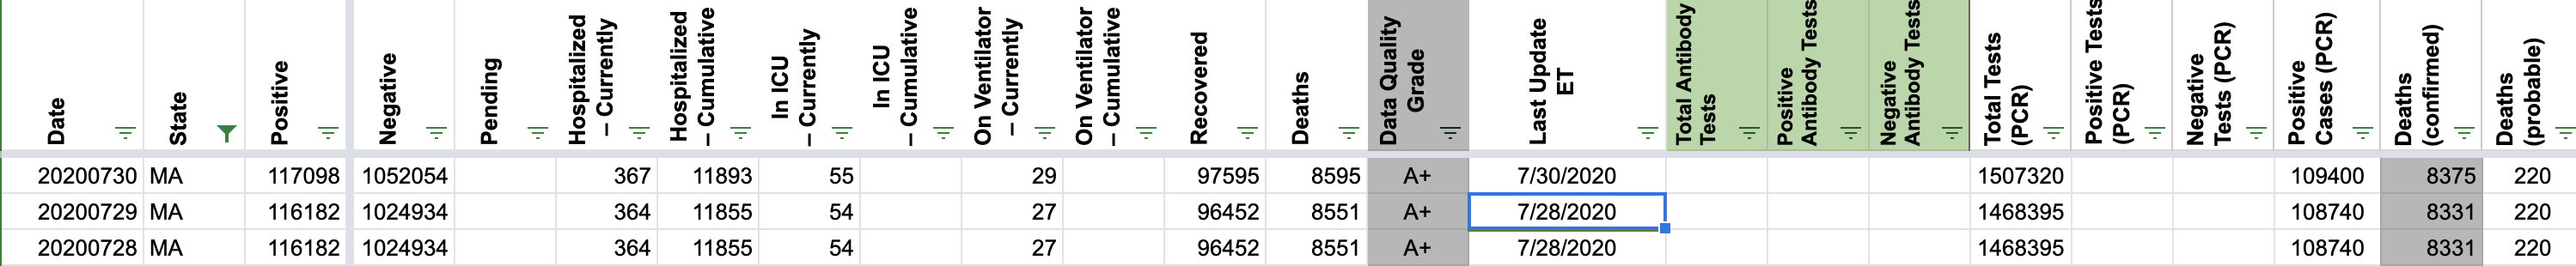 Date State Positive Negative Pending Hospitalized – Currently Hospitalized – Cumulative In ICU – Currently In ICU – Cumulative On Ventilator – Currently On Ventilator – Cumulative Recovered Deaths Data Quality Grade Last Update ET Total Antibody Tests Positive Antibody Tests Negative Antibody Tests Total Tests (PCR) Positive Tests (PCR) Negative Tests (PCR) Positive Cases (PCR) Deaths (confirmed) Deaths (probable)
20200730 MA 117098 1052054 367 11893 55 29 97595 8595 A+ 7/30/2020 1507320 109400 8375 220
20200729 MA 116182 1024934 364 11855 54 27 96452 8551 A+ 7/28/2020 1468395 108740 8331 220
20200728 MA 116182 1024934 364 11855 54 27 96452 8551 A+ 7/28/2020 1468395 108740 8331 220